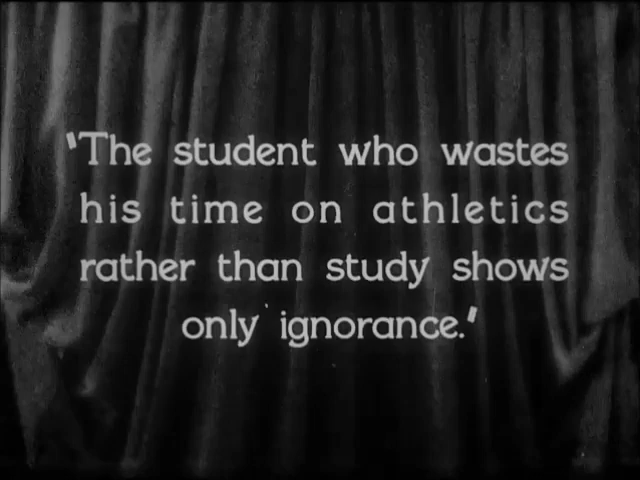 "The student who wastes
his time on athletics
rather than study shows
only ignorance."